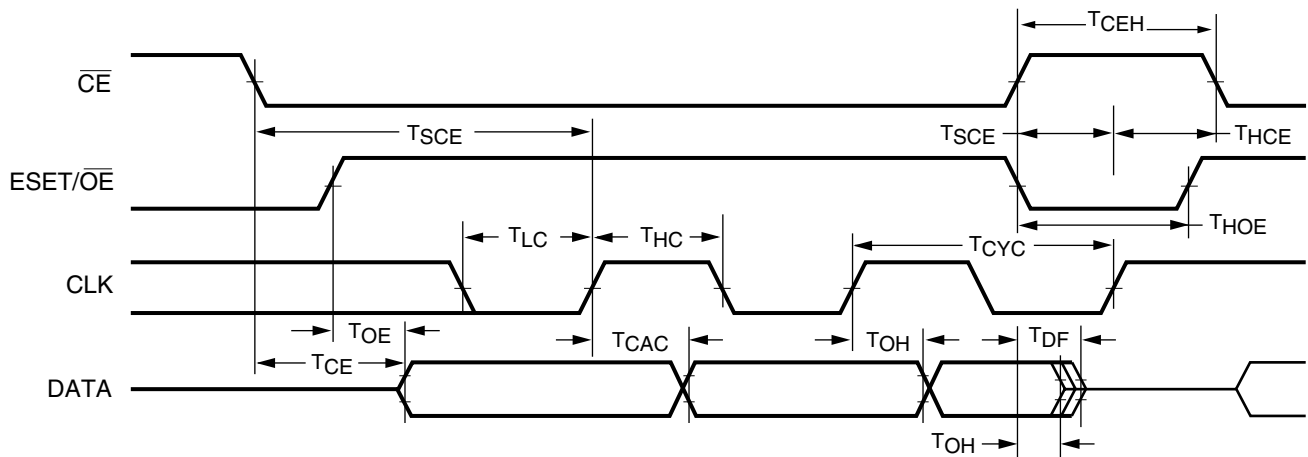 TCEH
CE
TSCE
TSCE
THCE
ESET/OE
TLC
THC
TCYC
THOE
CLK
TOE
TCAC
TOH
TDF
TCE
DATA
TOH